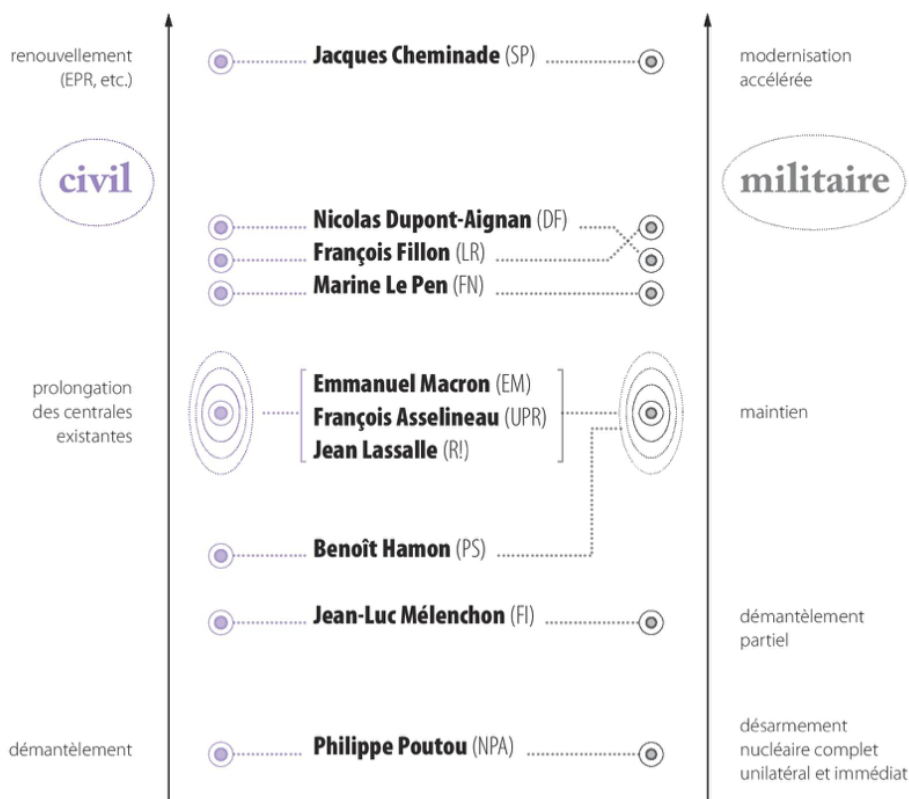 renouvellement
(EPR, etc.)
Jacques Cheminade (SP)
modernisation
accélérée
civil
militaire
Nicolas Dupont-Aignan (DF)
François Fillon (LR)
Marine Le Pen (FN)
prolongation
des centrales
existantes
Emmanuel Macron (EM)
François Asselineau (UPR)
Jean Lassalle (R!)
maintien
Benoît Hamon (PS)
Jean-Luc Mélenchon (FI)
démantèlement
partiel
démantèlement
Philippe Poutou (NPA)
désarmement
nucléaire complet
unilatéral et immédiat